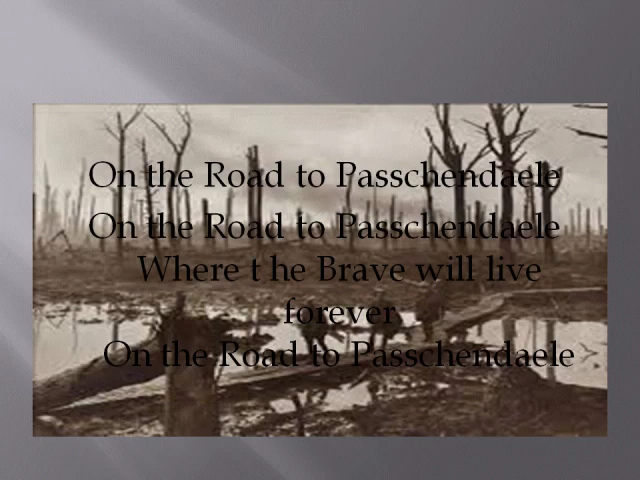 On the Road to Passchendaele
On the Road to Passchendaele
Where t he Brave will live
forever
On the Road to Passchendaele